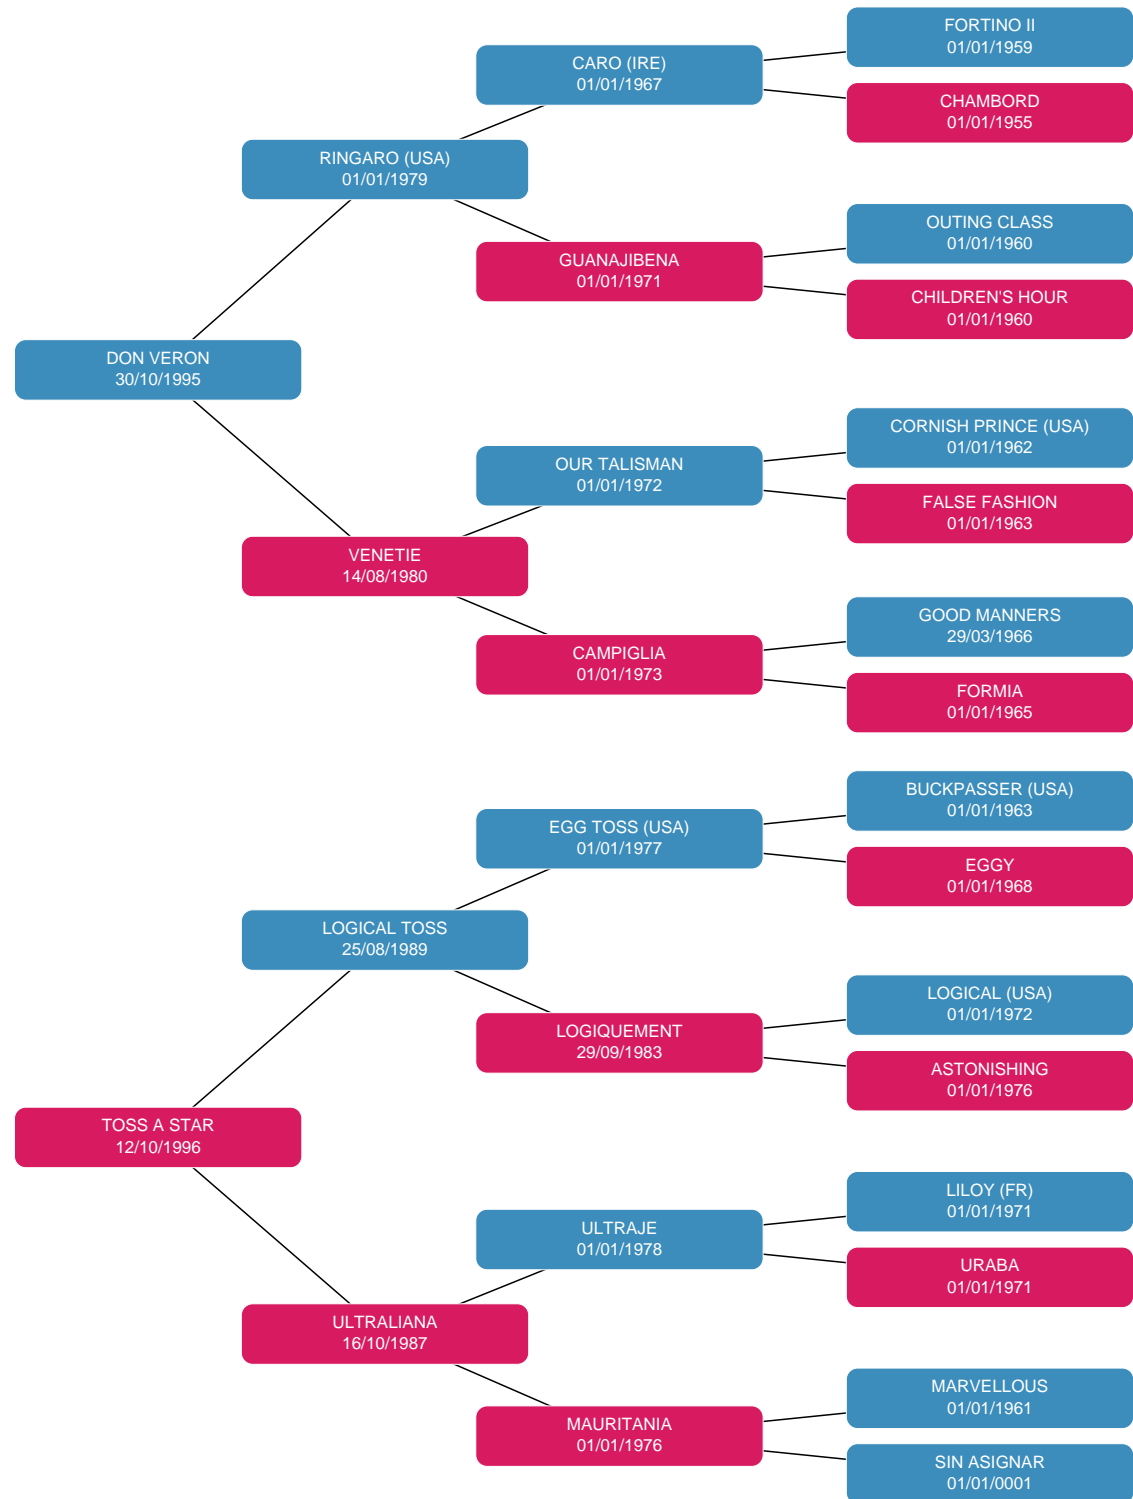 FORTINO II
01/01/1959
CARO (IRE)
01/01/1967
CHAMBORD
01/01/1955
RINGARO (USA)
01/01/1979
OUTING CLASS
01/01/1960
GUANAJIBENA
01/01/1971
CHILDREN'S HOUR
01/01/1960
DON VERON
30/10/1995
CORNISH PRINCE (USA)
01/01/1962
OUR TALISMAN
01/01/1972
FALSE FASHION
01/01/1963
VENETIE
14/08/1980
GOOD MANNERS
29/03/1966
CAMPIGLIA
01/01/1973
FORMIA
01/01/1965
BUCKPASSER (USA)
01/01/1963
EGG TOSS (USA)
01/01/1977
EGGY
01/01/1968
LOGICAL TOSS
25/08/1989
LOGICAL (USA)
01/01/1972
LOGIQUEMENT
29/09/1983
ASTONISHING
01/01/1976
TOSS A STAR
12/10/1996
LILOY (FR)
01/01/1971
ULTRAJE
01/01/1978
URABA
01/01/1971
ULTRALIANA
16/10/1987
MARVELLOUS
01/01/1961
MAURITANIA
01/01/1976
SIN ASIGNAR
01/01/0001